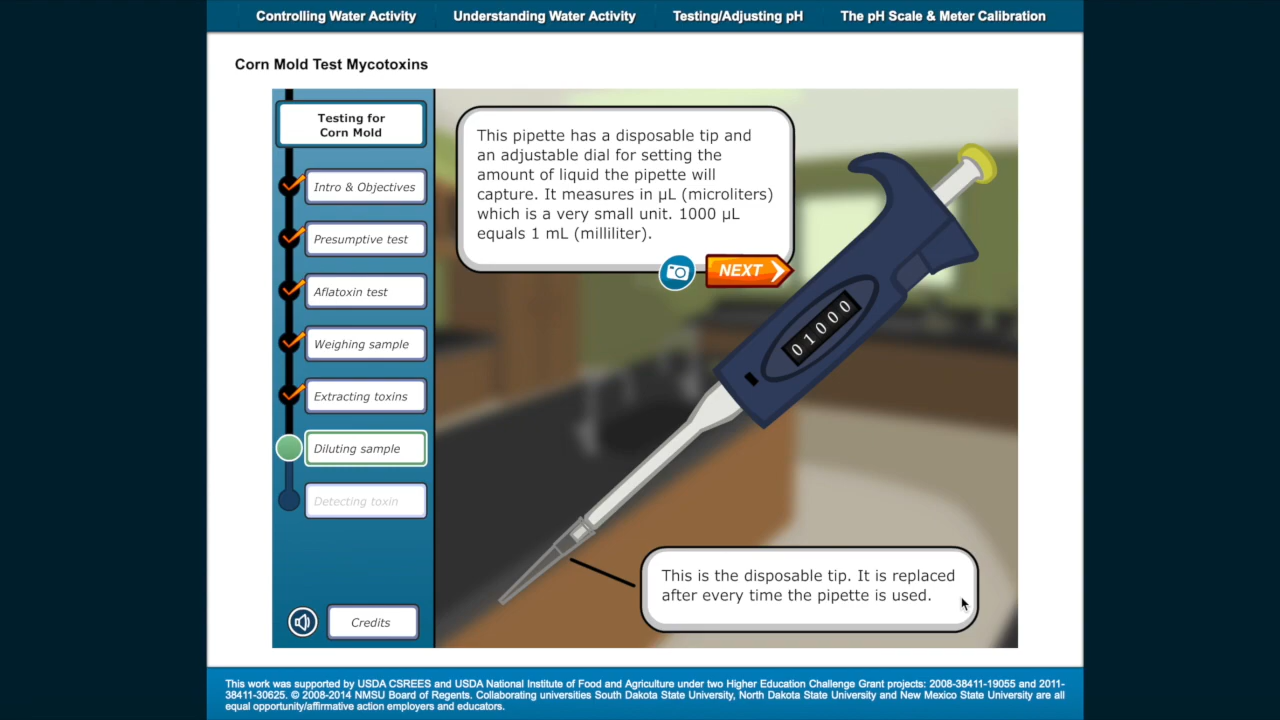 Controlling Water Activity Understanding Water Activity Testing/Adjusting pH The pH Scale & Meter Calibration
Corn Mold Test Mycotoxins
Testing for
Corn Mold
Intro & Objectives
Presumptive test
Aflatoxin test
Weighing sample
Extracting toxins
Diluting sample
Detecting toxin
Credits
This pipette has a disposable tip and
an adjustable dial for setting the
amount of liquid the pipette will
capture. It measures in µL (microliters)
which is a very small unit. 1000 µL
equals 1 mL (milliliter).
NEXT
01000
This is the disposable tip. It is replaced
after every time the pipette is used.
This work was supported by USDA CSREES and USDA National Institute of Food and Agriculture under two Higher Education Challenge Grant projects: 2008-38411-19055 and 2011-
38411-30625. © 2008-2014 NMSU Board of Regents. Collaborating universities South Dakota State University, North Dakota State University and New Mexico State University are all
equal opportunity/affirmative action employers and educators.